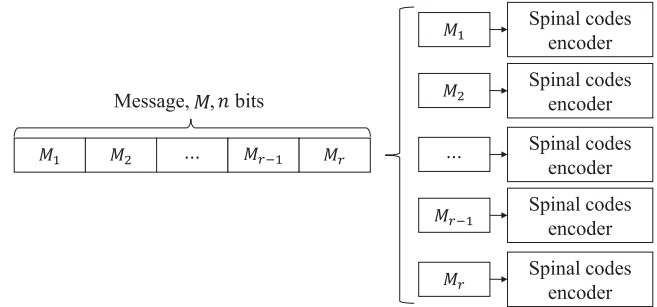 Message, M, n bits
M₁ M₂ ... Mᵣ₋₁ Mᵣ
M₁
Spinal codes
encoder
M₂
Spinal codes
encoder
...
Spinal codes
encoder
Mᵣ₋₁
Spinal codes
encoder
Mᵣ
Spinal codes
encoder